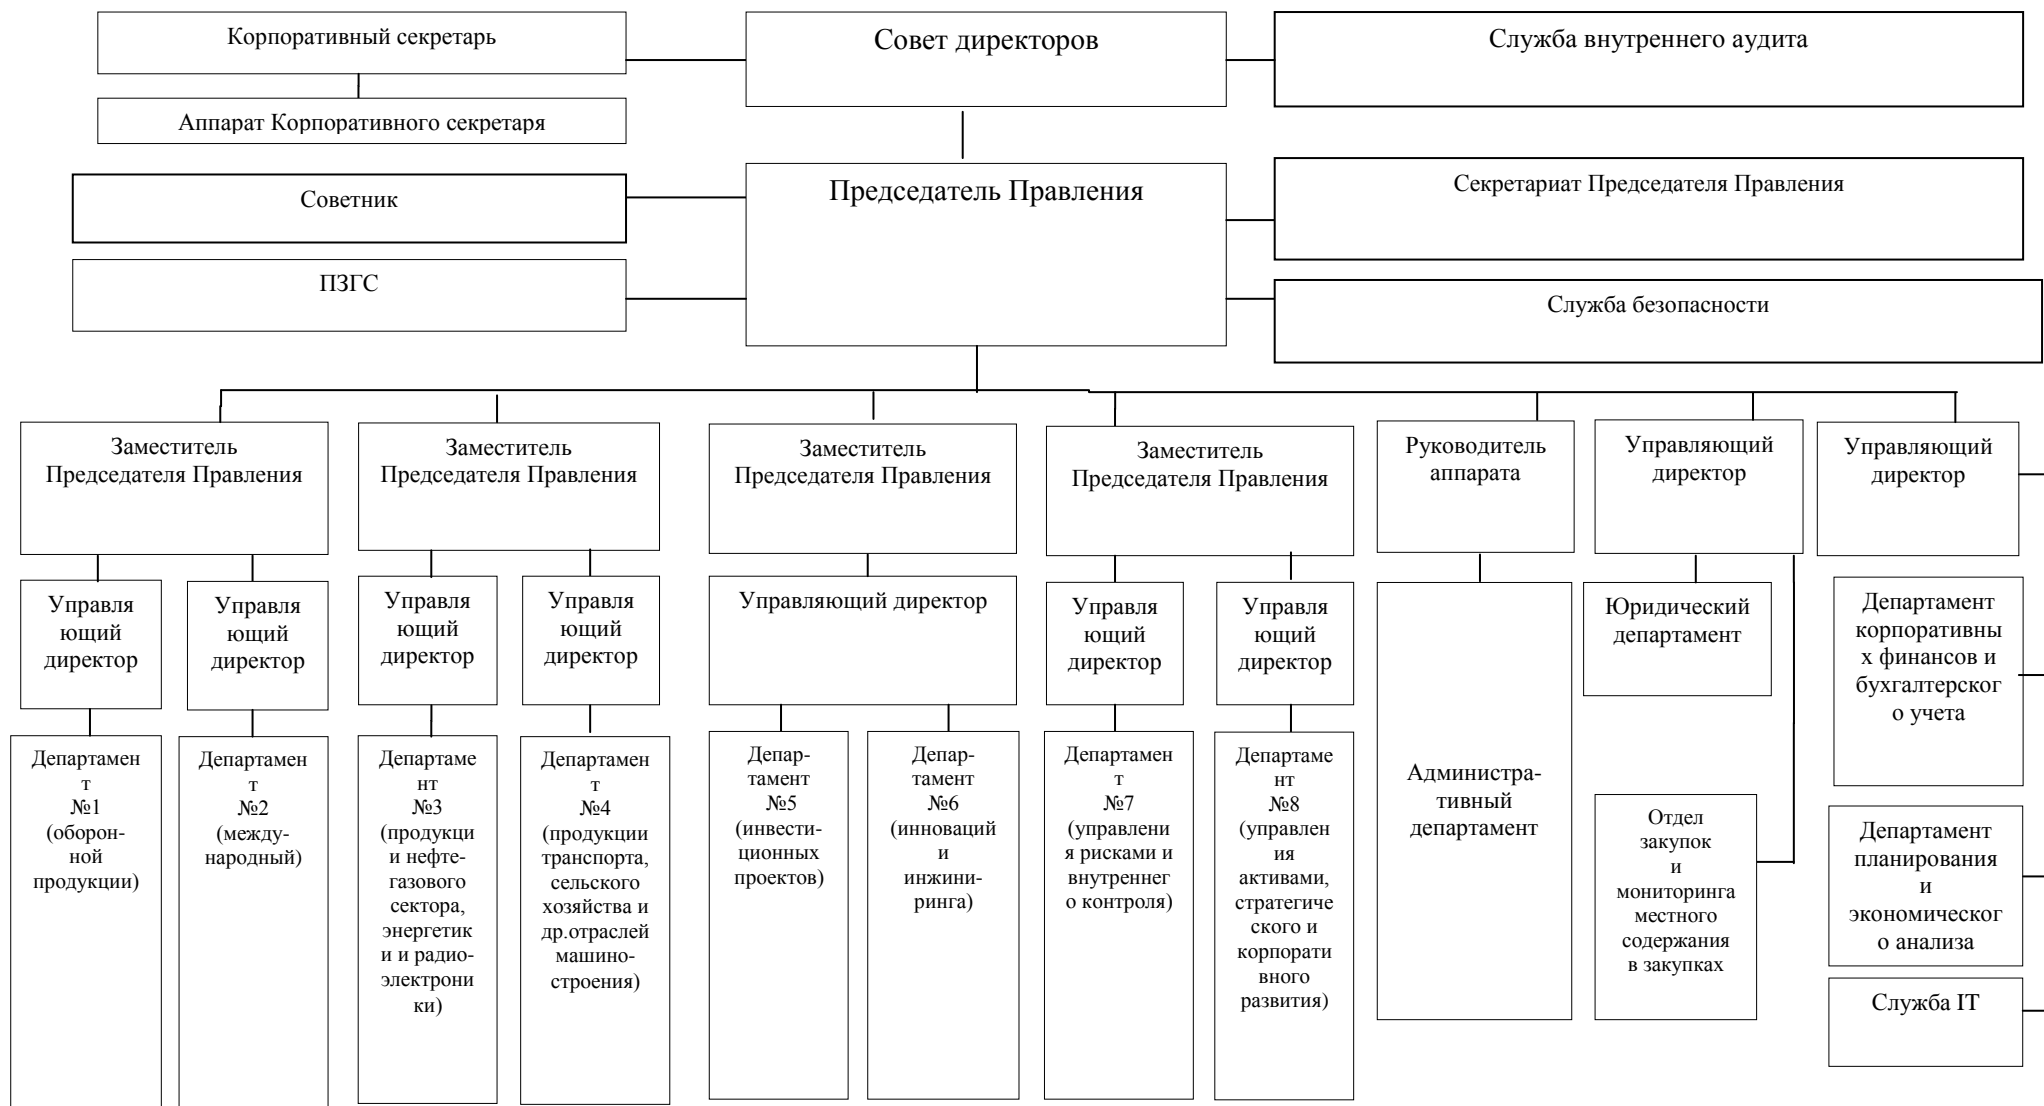 Корпоративный секретарь
Совет директоров
Служба внутреннего аудита
Аппарат Корпоративного секретаря
Председатель Правления
Секретариат Председателя Правления
Советник
ПЗГС
Служба безопасности
Заместитель
Председателя Правления
Заместитель
Председателя Правления
Заместитель
Председателя Правления
Заместитель
Председателя Правления
Руководитель
аппарата
Управляющий
директор
Управляющий
директор
Управля
ющий
директор
Управля
ющий
директор
Управля
ющий
директор
Управля
ющий
директор
Управляющий директор
Управля
ющий
директор
Управля
ющий
директор
Юридический
департамент
Департамент
корпоративны
х финансов и
бухгалтерског
о учета
Департамен
т
№1
(оборон-
ной
продукции)
Департамен
т
№2
(между-
народный)
Департаме
нт
№3
(продукци
и нефте-
газового
сектора,
энергетик
и и радио-
электрони
ки)
Департамен
т
№4
(продукции
транспорта,
сельского
хозяйства и
др.отраслей
машино-
строения)
Депар-
тамент
№5
(инвести-
ционных
проектов)
Депар-
тамент
№6
(инноваций
и
инжини-
ринга)
Департамен
т
№7
(управлени
я рисками и
внутреннег
о контроля)
Департаме
нт
№8
(управлен
ия
активами,
стратегиче
ского и
корпорати
вного
развития)
Администра-
тивный
департамент
Отдел
закупок
и
мониторинга
местного
содержания
в закупках
Департамент
планирования
и
экономическог
о анализа
Служба IT